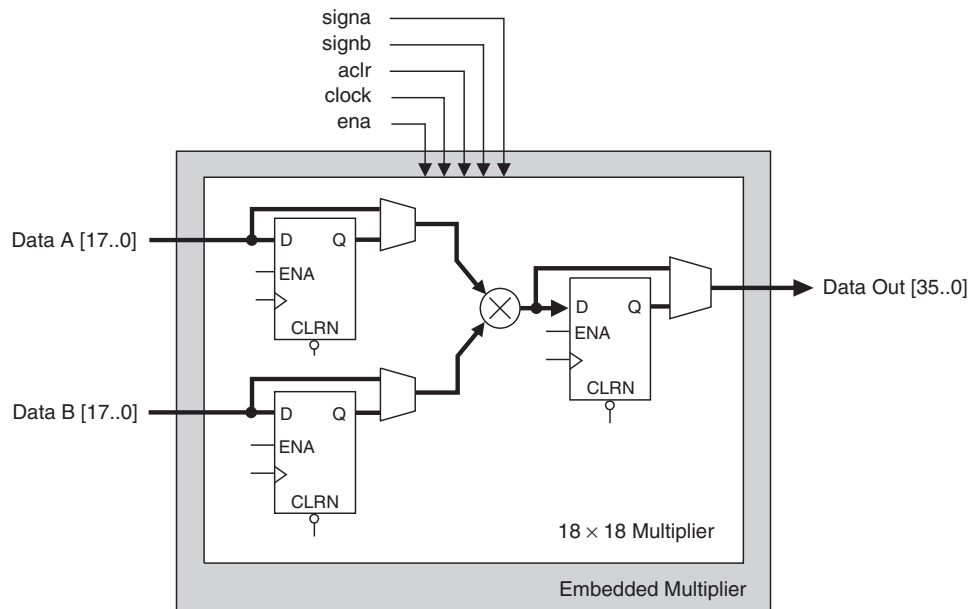 signa
signb
aclr
clock
ena
Data A [17..0]
D Q
ENA
CLRN
Data B [17..0]
D Q
ENA
CLRN
D Q
ENA
CLRN
Data Out [35..0]
18 × 18 Multiplier
Embedded Multiplier